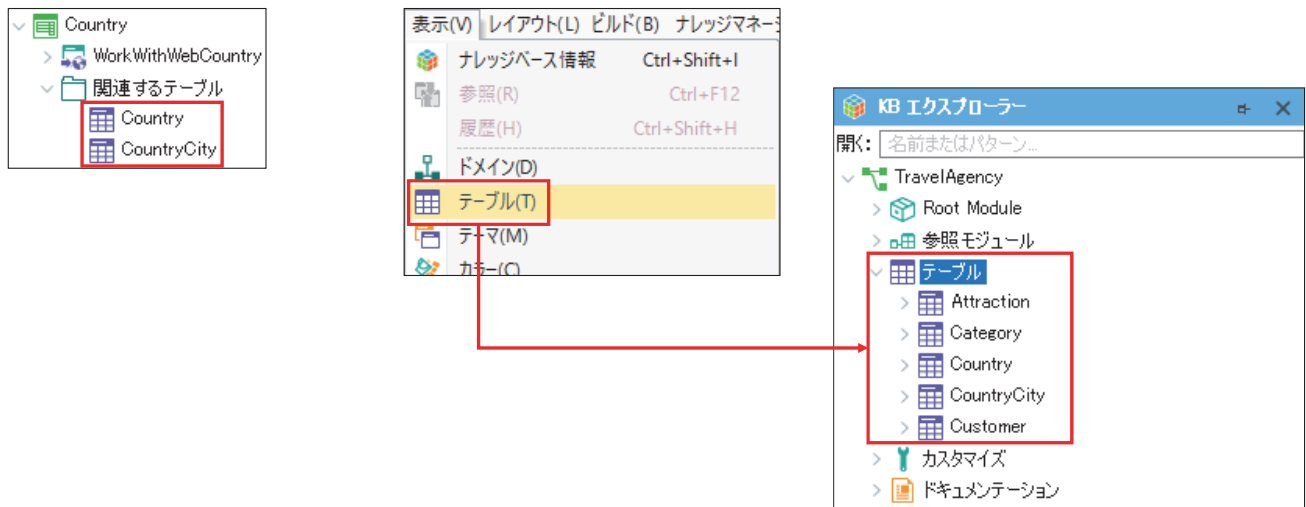 Country
WorkWithWebCountry
関連するテーブル
Country
CountryCity
表示(V) レイアウト(L) ビルド(B) ナレッジマネー
ナレッジベース情報 Ctrl+Shift+I
参照(R) Ctrl+F12
履歴(H) Ctrl+Shift+H
ドメイン(D)
テーブル(T)
テーマ(M)
カラー(C)
KB エクスプローラー
開く: 名前またはパターン...
TravelAgency
Root Module
参照モジュール
テーブル
Attraction
Category
Country
CountryCity
Customer
カスタマイズ
ドキュメンテーション